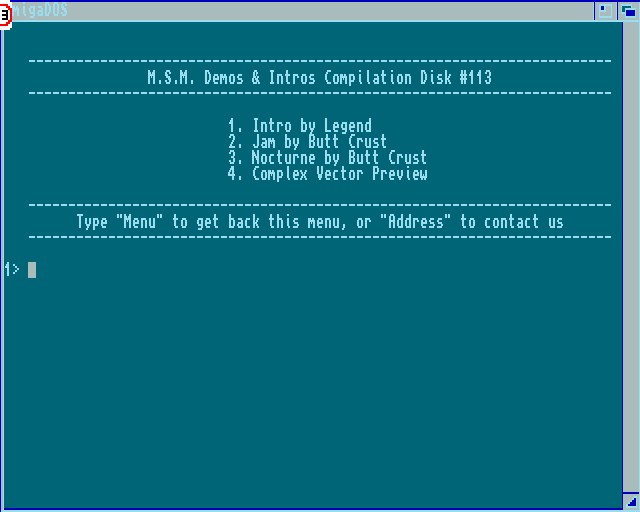 migaDOS
M.S.M. Demos & Intros Compilation Disk #113
1. Intro by Legend
2. Jam by Butt Crust
3. Nocturne by Butt Crust
4. Complex Vector Preview
Type "Menu" to get back this menu, or "Address" to contact us
1>